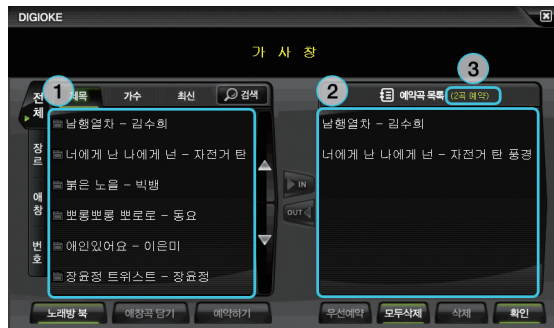 DIGIOKE
가 사 창
3
1
2
제목 가수 최신 검색
예약곡 목록 (2곡 예약)
전체
장르
애창
번호
남행열차 – 김수희
너에게 난 나에게 넌 – 자전거 탄
붉은 노을 – 빅뱅
뽀롱뽀롱 뽀로로 – 동요
애인있어요 – 이은미
장윤정 트위스트 – 장윤정
IN
OUT
남행열차 – 김수희
너에게 난 나에게 넌 – 자전거 탄 풍경
노래방 북 애창곡 담기 예약하기
우선예약 모두삭제 삭제 확인